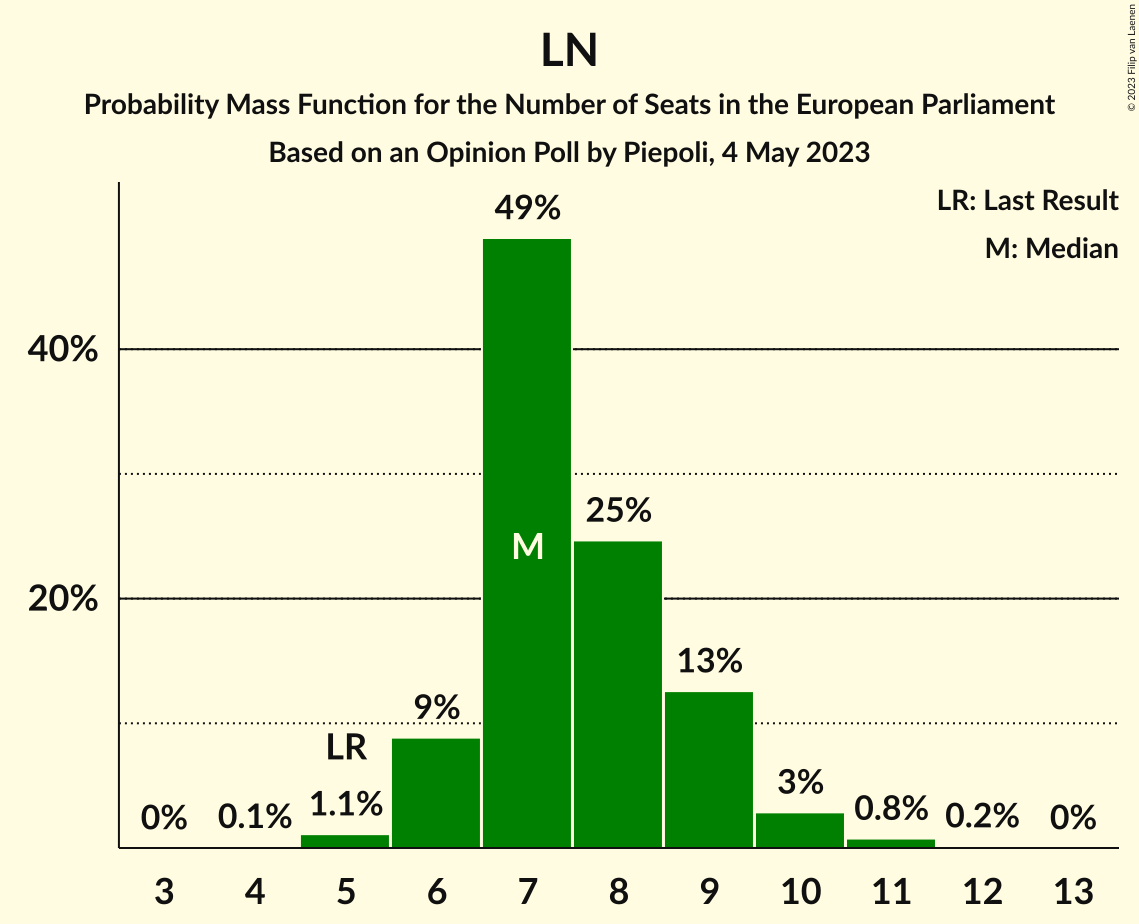 LN
Probability Mass Function for the Number of Seats in the European Parliament
Based on an Opinion Poll by Piepoli, 4 May 2023
© 2023 Filip van Laenen
LR: Last Result
M: Median
49%
40%
25%
M
20%
13%
9%
LR
3%
0% 0.1% 1.1% 0.8% 0.2% 0%
3 4 5 6 7 8 9 10 11 12 13